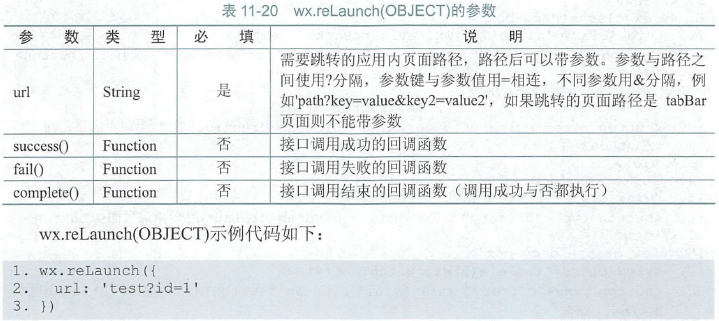 表 11-20 wx.reLaunch(OBJECT)的参数
参 数 类 型 必 填 说 明
url String 是 需要跳转的应用内页面路径，路径后可以带参数。参数与路径之
间使用?分隔，参数键与参数值用=相连，不同参数用&分隔，例
如'path?key=value&key2=value2'，如果跳转的页面路径是 tabBar
页面则不能带参数
success() Function 否 接口调用成功的回调函数
fail() Function 否 接口调用失败的回调函数
complete() Function 否 接口调用结束的回调函数（调用成功与否都执行）
wx.reLaunch(OBJECT)示例代码如下：
1. wx.reLaunch({
2. url: 'test?id=1'
3. })